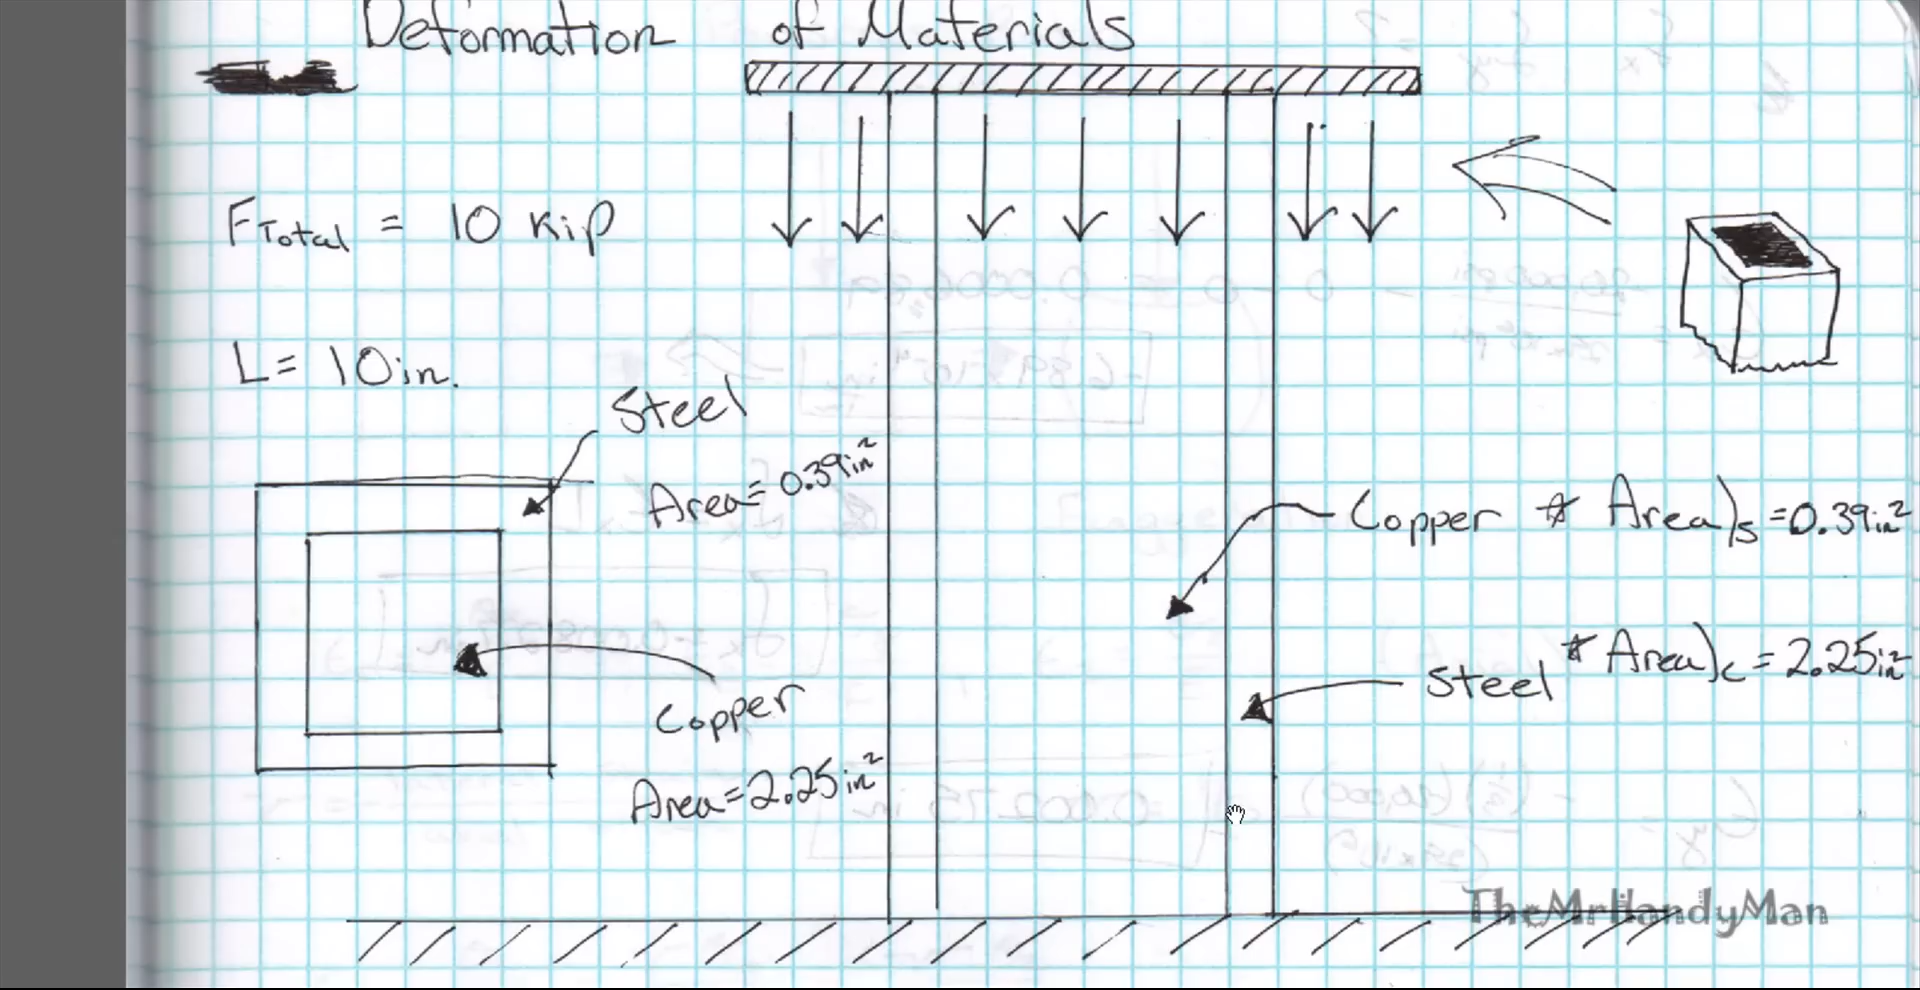 Deformation of Materials
FTotal = 10 Kip
L = 10in.
Steel
Area = 0.39in²
Copper * Area)s = 0.39in²
Steel * Area)c = 2.25in²
Copper
Area = 2.25in²
TheMrHandyMan